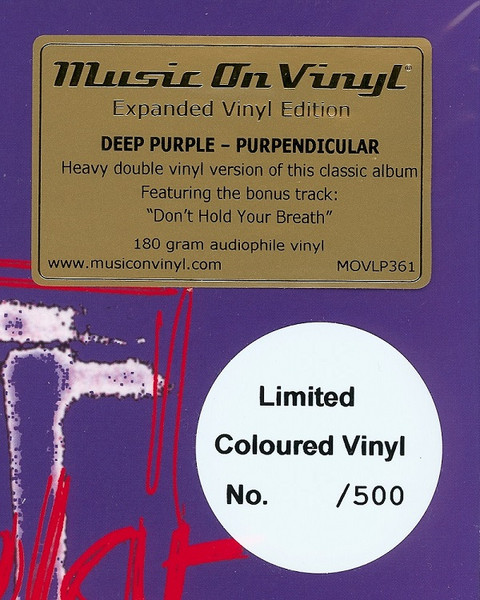 Music On Vinyl®
Expanded Vinyl Edition
DEEP PURPLE – PURPENDICULAR
Heavy double vinyl version of this classic album
Featuring the bonus track:
“Don’t Hold Your Breath”
180 gram audiophile vinyl
www.musiconvinyl.com MOVLP361
Limited
Coloured Vinyl
No. /500